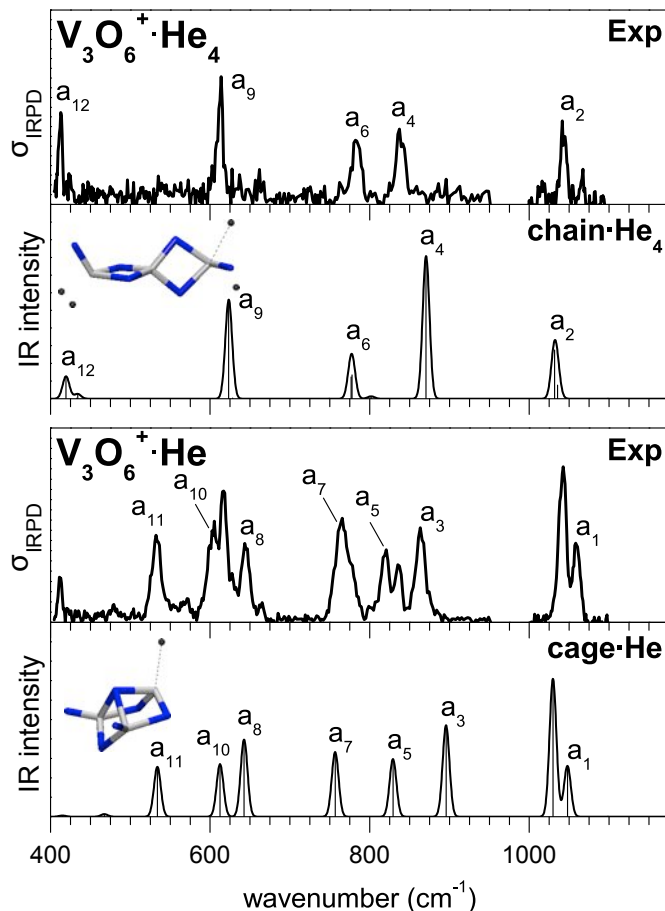 V₃O₆⁺·He₄ Exp
σ_IRPD
a₁₂ a₉ a₆ a₄ a₂
chain·He₄
IR intensity
a₁₂ a₉ a₆ a₄ a₂
V₃O₆⁺·He Exp
σ_IRPD
a₁₁ a₁₀ a₈ a₇ a₅ a₃ a₁
cage·He
IR intensity
a₁₁ a₁₀ a₈ a₇ a₅ a₃ a₁
400 600 800 1000
wavenumber (cm⁻¹)